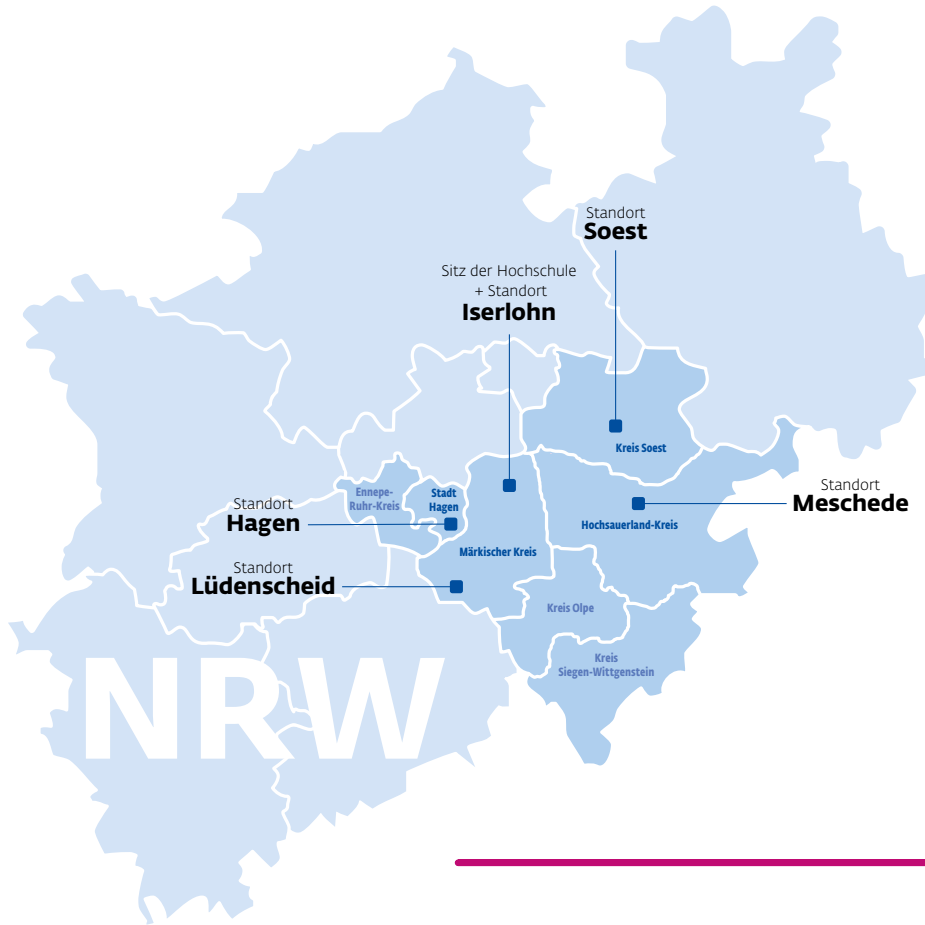 Standort
Soest
Sitz der Hochschule
+ Standort
Iserlohn
Kreis Soest
Standort
Meschede
Ennepe-
Ruhr-Kreis
Stadt
Hagen
Standort
Hagen
Hochsauerland-Kreis
Märkischer Kreis
Standort
Lüdenscheid
Kreis Olpe
Kreis
Siegen-Wittgenstein
NRW